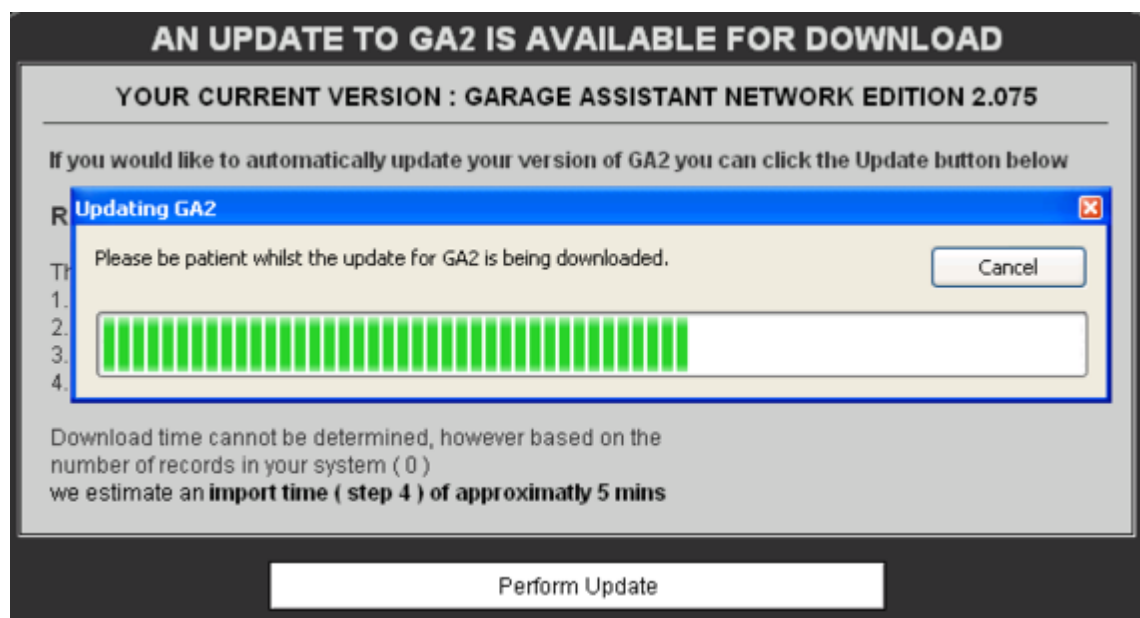 AN UPDATE TO GA2 IS AVAILABLE FOR DOWNLOAD
YOUR CURRENT VERSION : GARAGE ASSISTANT NETWORK EDITION 2.075
If you would like to automatically update your version of GA2 you can click the Update button below
Updating GA2
Please be patient whilst the update for GA2 is being downloaded.
Cancel
1.
2.
3.
4.
Download time cannot be determined, however based on the
number of records in your system ( 0 )
we estimate an import time ( step 4 ) of approximatly 5 mins
Perform Update